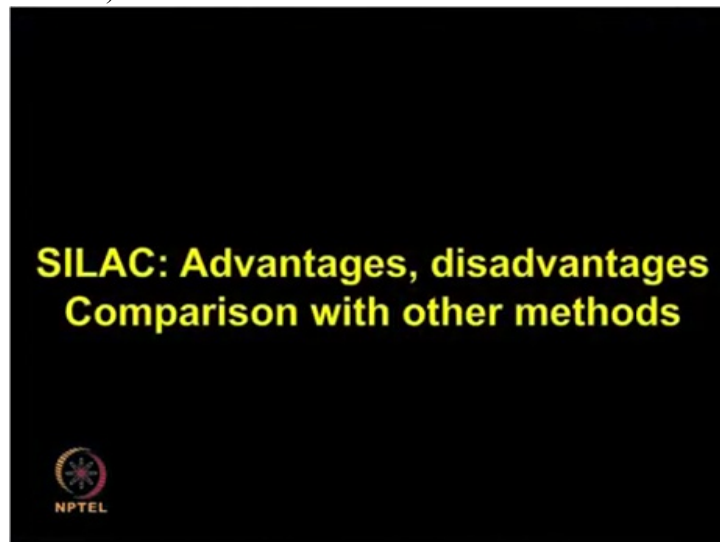 SILAC: Advantages, disadvantages
Comparison with other methods
NPTEL